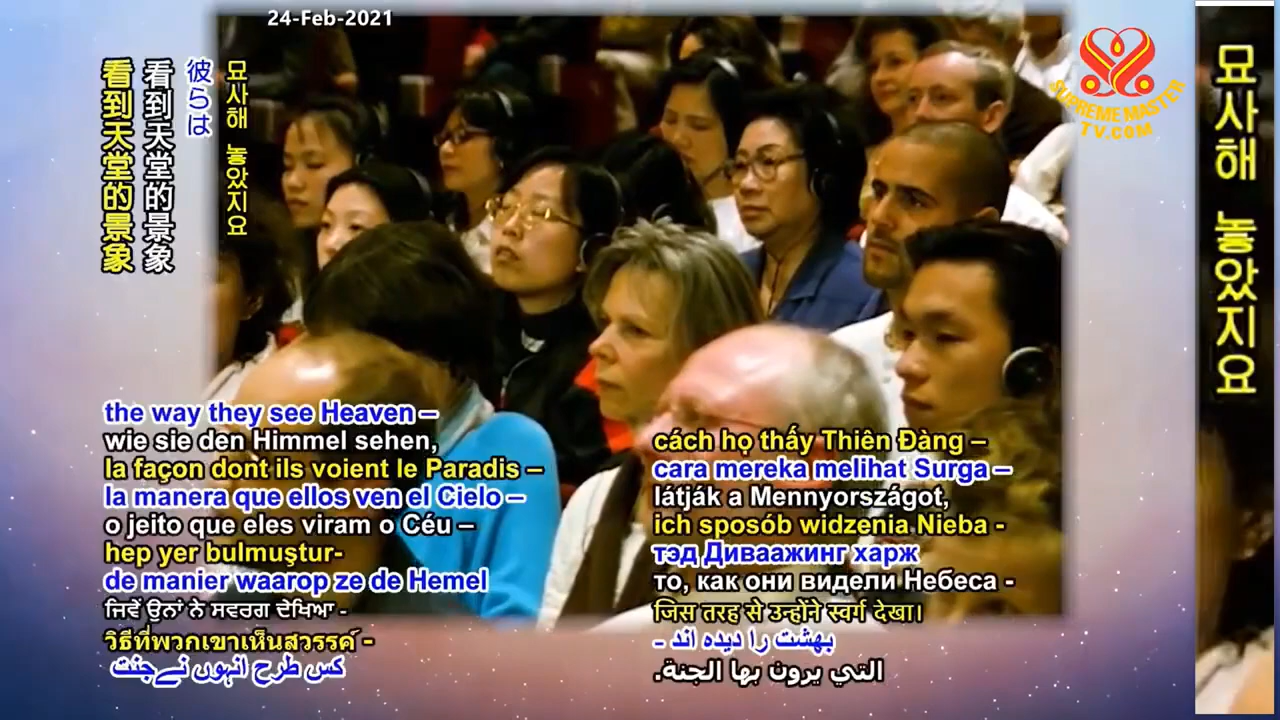 24-Feb-2021
SUPREME MASTER
TV.COM
묘사해 놓았지요
彼らは
看到天堂的景象
看到天堂的景象
묘사해 놓았지요
the way they see Heaven –
wie sie den Himmel sehen,
la façon dont ils voient le Paradis –
la manera que ellos ven el Cielo –
o jeito que eles viram o Céu –
hep yer bulmuştur-
de manier waarop ze de Hemel
ਜਿਵੇਂ ਉਨਾਂ ਨੇ ਸਵਰਗ ਦੇਖਿਆ -
วิธีที่พวกเขาเห็นสวรรค์ -
کس طرح انہوں نے جنت
cách họ thấy Thiên Đàng –
cara mereka melihat Surga –
látják a Mennyországot,
ich sposób widzenia Nieba -
тэд Диваажинг харж
то, как они видели Небеса -
जिस तरह से उन्होंने स्वर्ग देखा।
بهشت را دیده اند -
التي يرون بها الجنة.